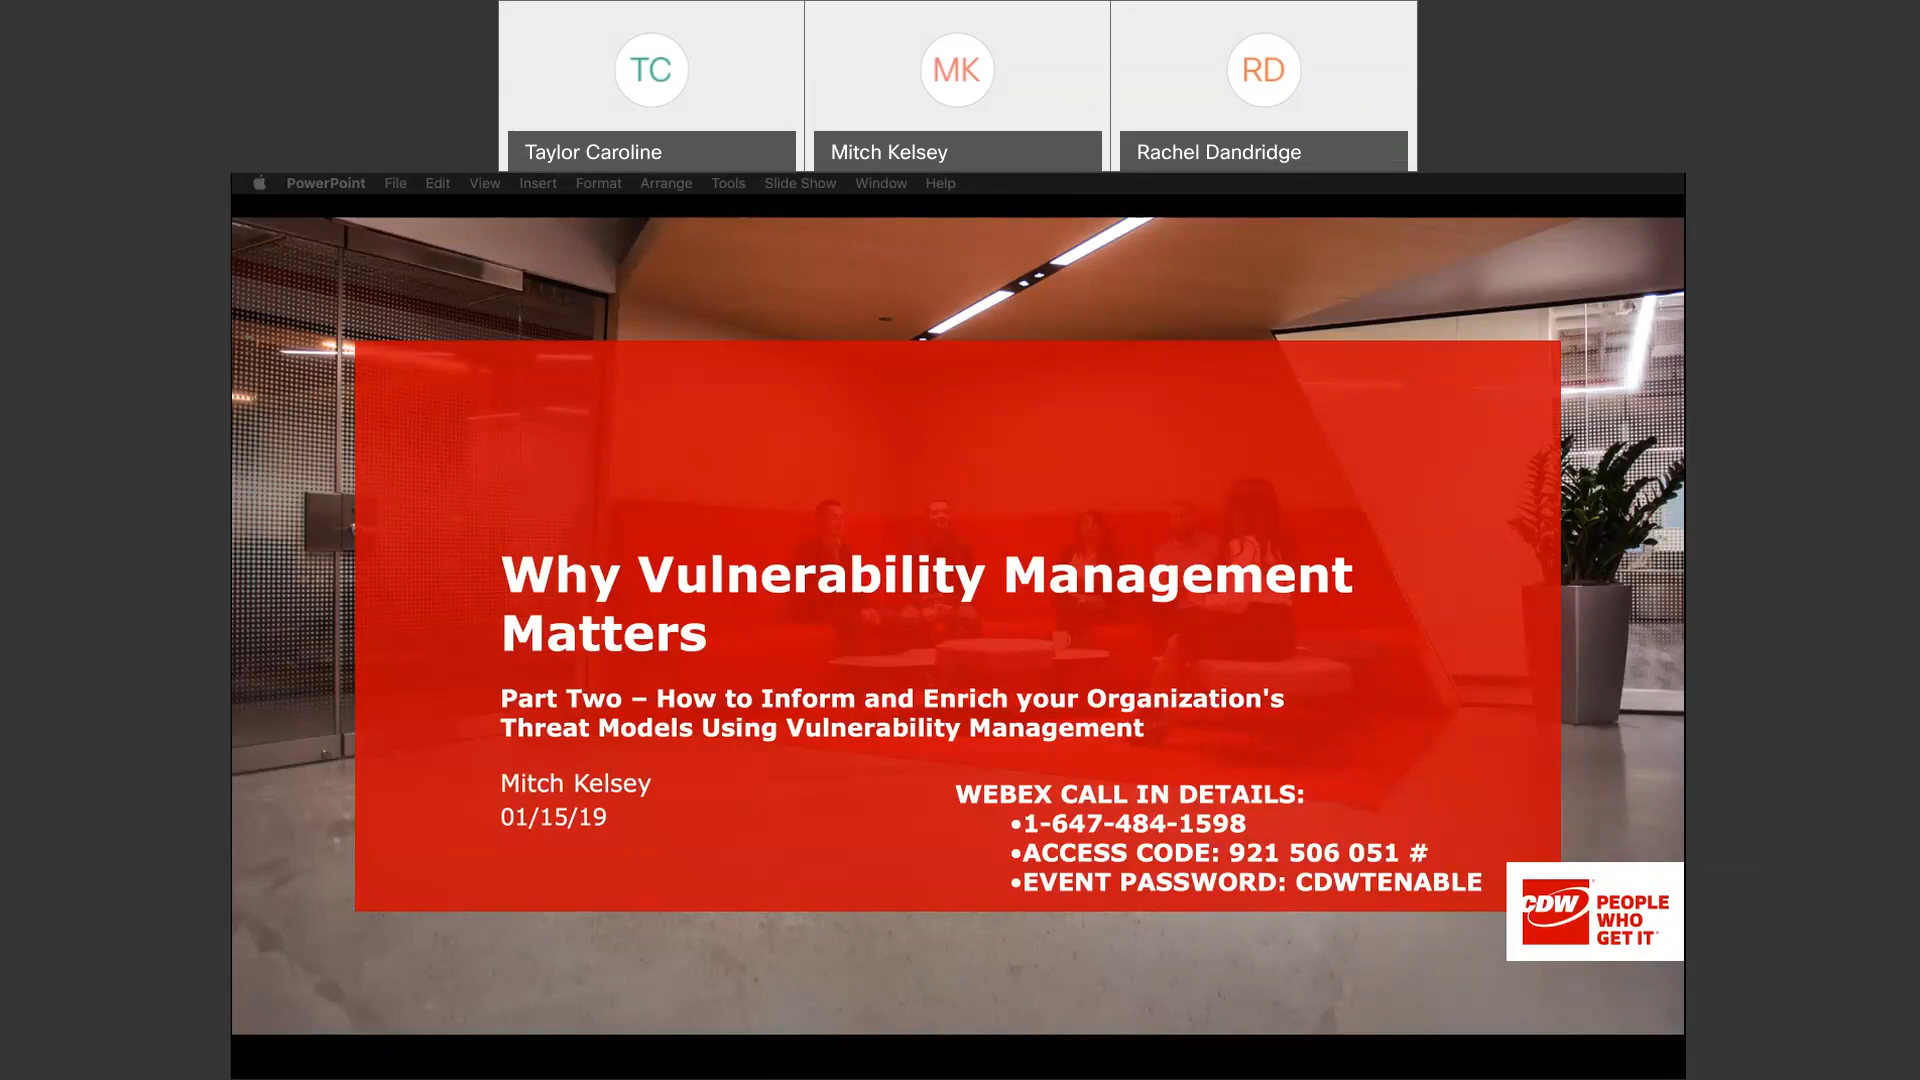 TC
MK
RD
Taylor Caroline
Mitch Kelsey
Rachel Dandridge
PowerPoint File Edit View Insert Format Arrange Tools Slide Show Window Help
Why Vulnerability Management
Matters
Part Two – How to Inform and Enrich your Organization's
Threat Models Using Vulnerability Management
Mitch Kelsey
01/15/19
WEBEX CALL IN DETAILS:
•1-647-484-1598
•ACCESS CODE: 921 506 051 #
•EVENT PASSWORD: CDWTENABLE
CDW
PEOPLE
WHO
GET IT